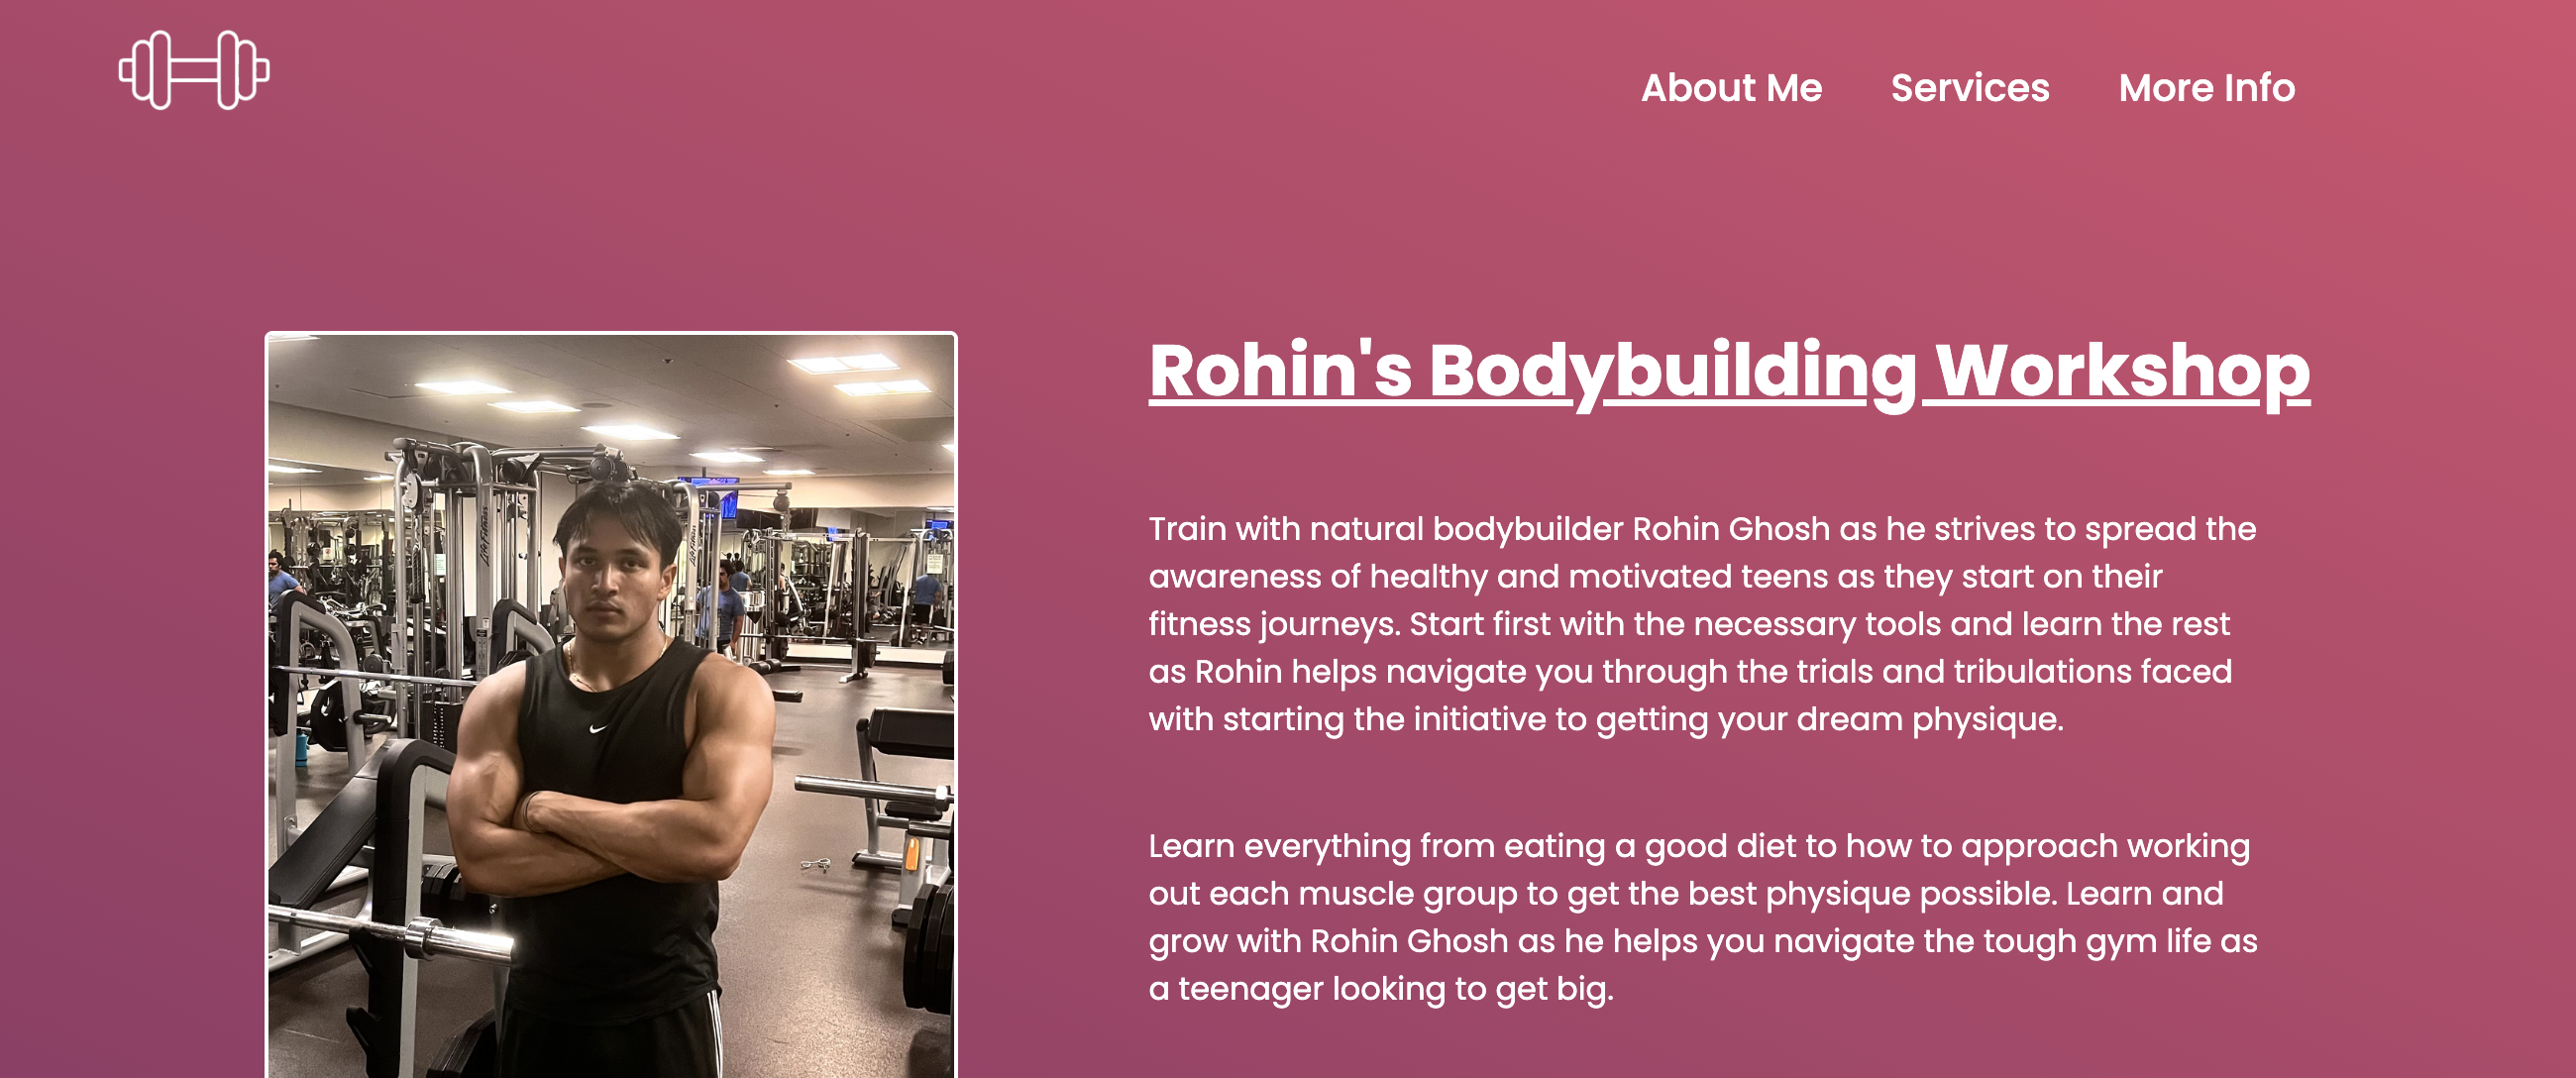 About Me Services More Info
Rohin's Bodybuilding Workshop
Train with natural bodybuilder Rohin Ghosh as he strives to spread the
awareness of healthy and motivated teens as they start on their
fitness journeys. Start first with the necessary tools and learn the rest
as Rohin helps navigate you through the trials and tribulations faced
with starting the initiative to getting your dream physique.
Learn everything from eating a good diet to how to approach working
out each muscle group to get the best physique possible. Learn and
grow with Rohin Ghosh as he helps you navigate the tough gym life as
a teenager looking to get big.
Life Fitness
Life Fitness